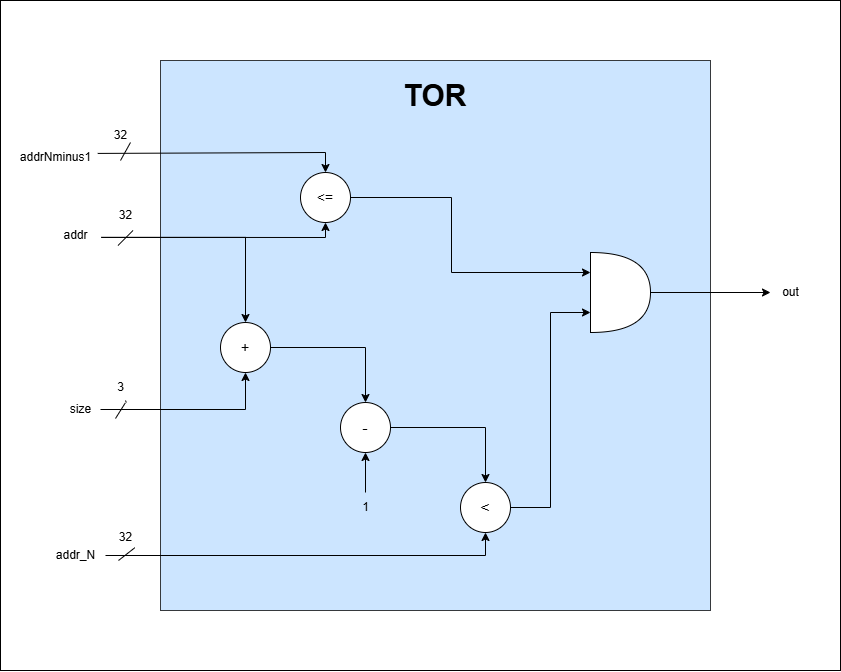 TOR
32
addrNminus1
<=
32
addr
out
+
3
size
-
1
<
32
addr_N